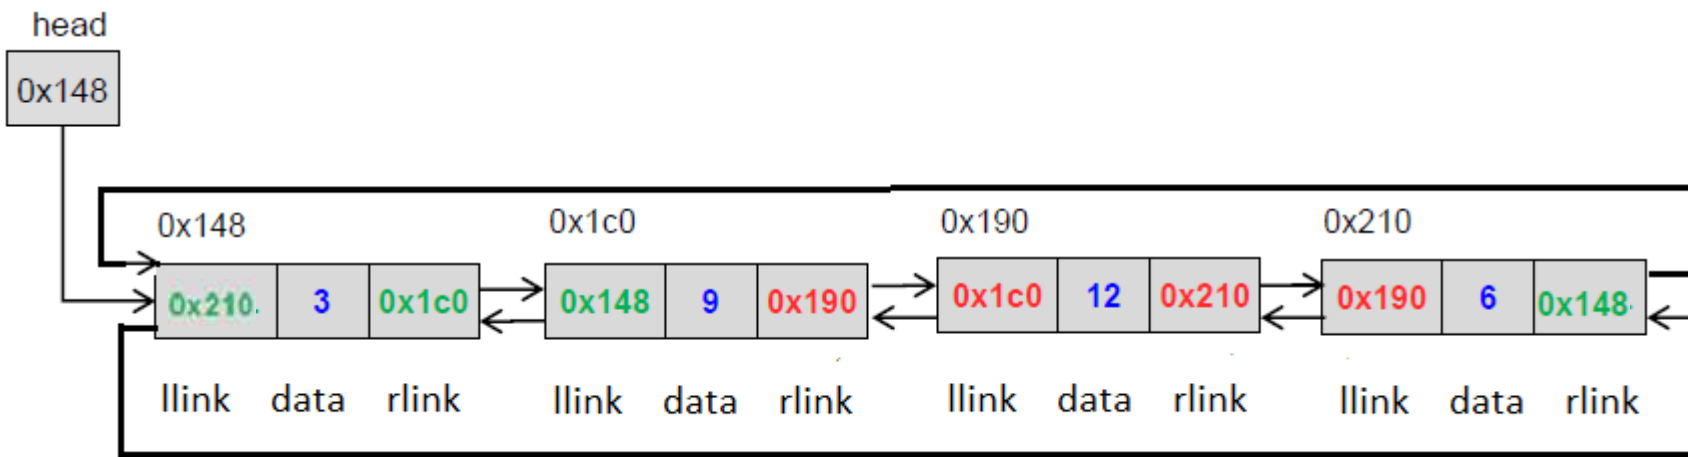 head
0x148
0x148 0x1c0 0x190 0x210
0x210 3 0x1c0 0x148 9 0x190 0x1c0 12 0x210 0x190 6 0x148
llink data rlink llink data rlink llink data rlink llink data rlink